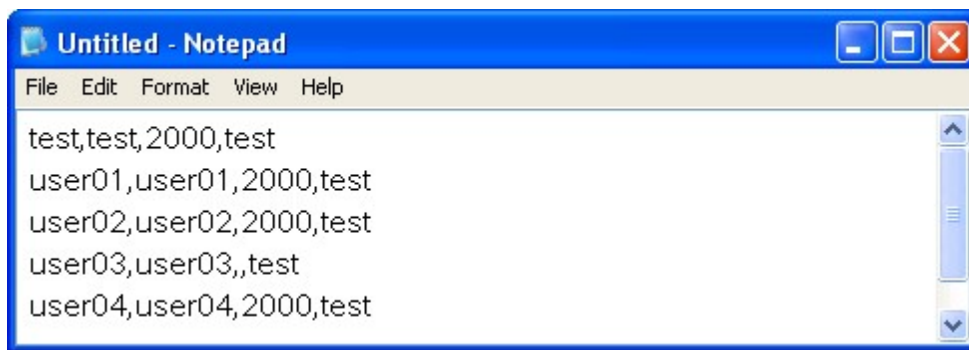 Untitled - Notepad
File Edit Format View Help
test,test,2000,test
user01,user01,2000,test
user02,user02,2000,test
user03,user03,,test
user04,user04,2000,test